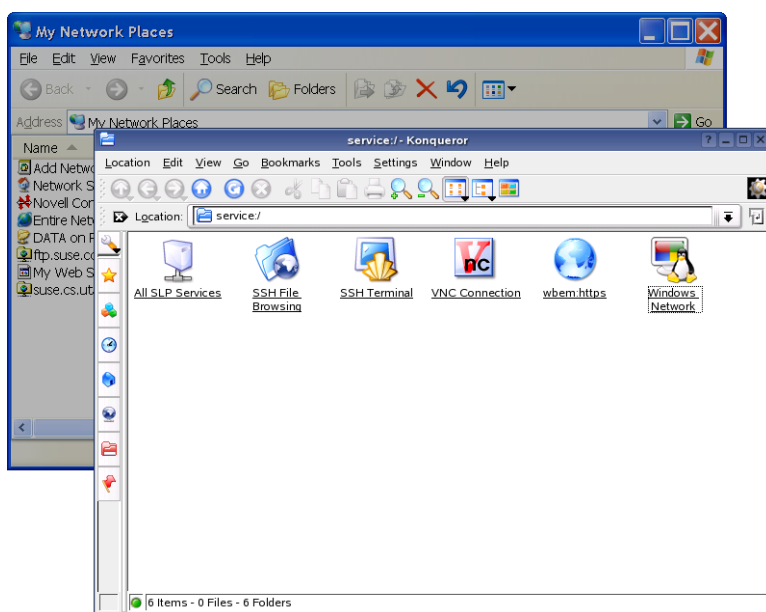 My Network Places
File Edit View Favorites Tools Help
Back Search Folders
Address My Network Places Go
Name
Add Netwo
Network S
Novell Con
Entire Net
DATA on
ftp.suse.co
My Web S
suse.cs.ut
service:/ - Konqueror
Location Edit View Go Bookmarks Tools Settings Window Help
Location: service:/
All SLP Services
SSH File
Browsing
SSH Terminal
Vnc
VNC Connection
wbem:https
Windows
Network
6 Items - 0 Files - 6 Folders